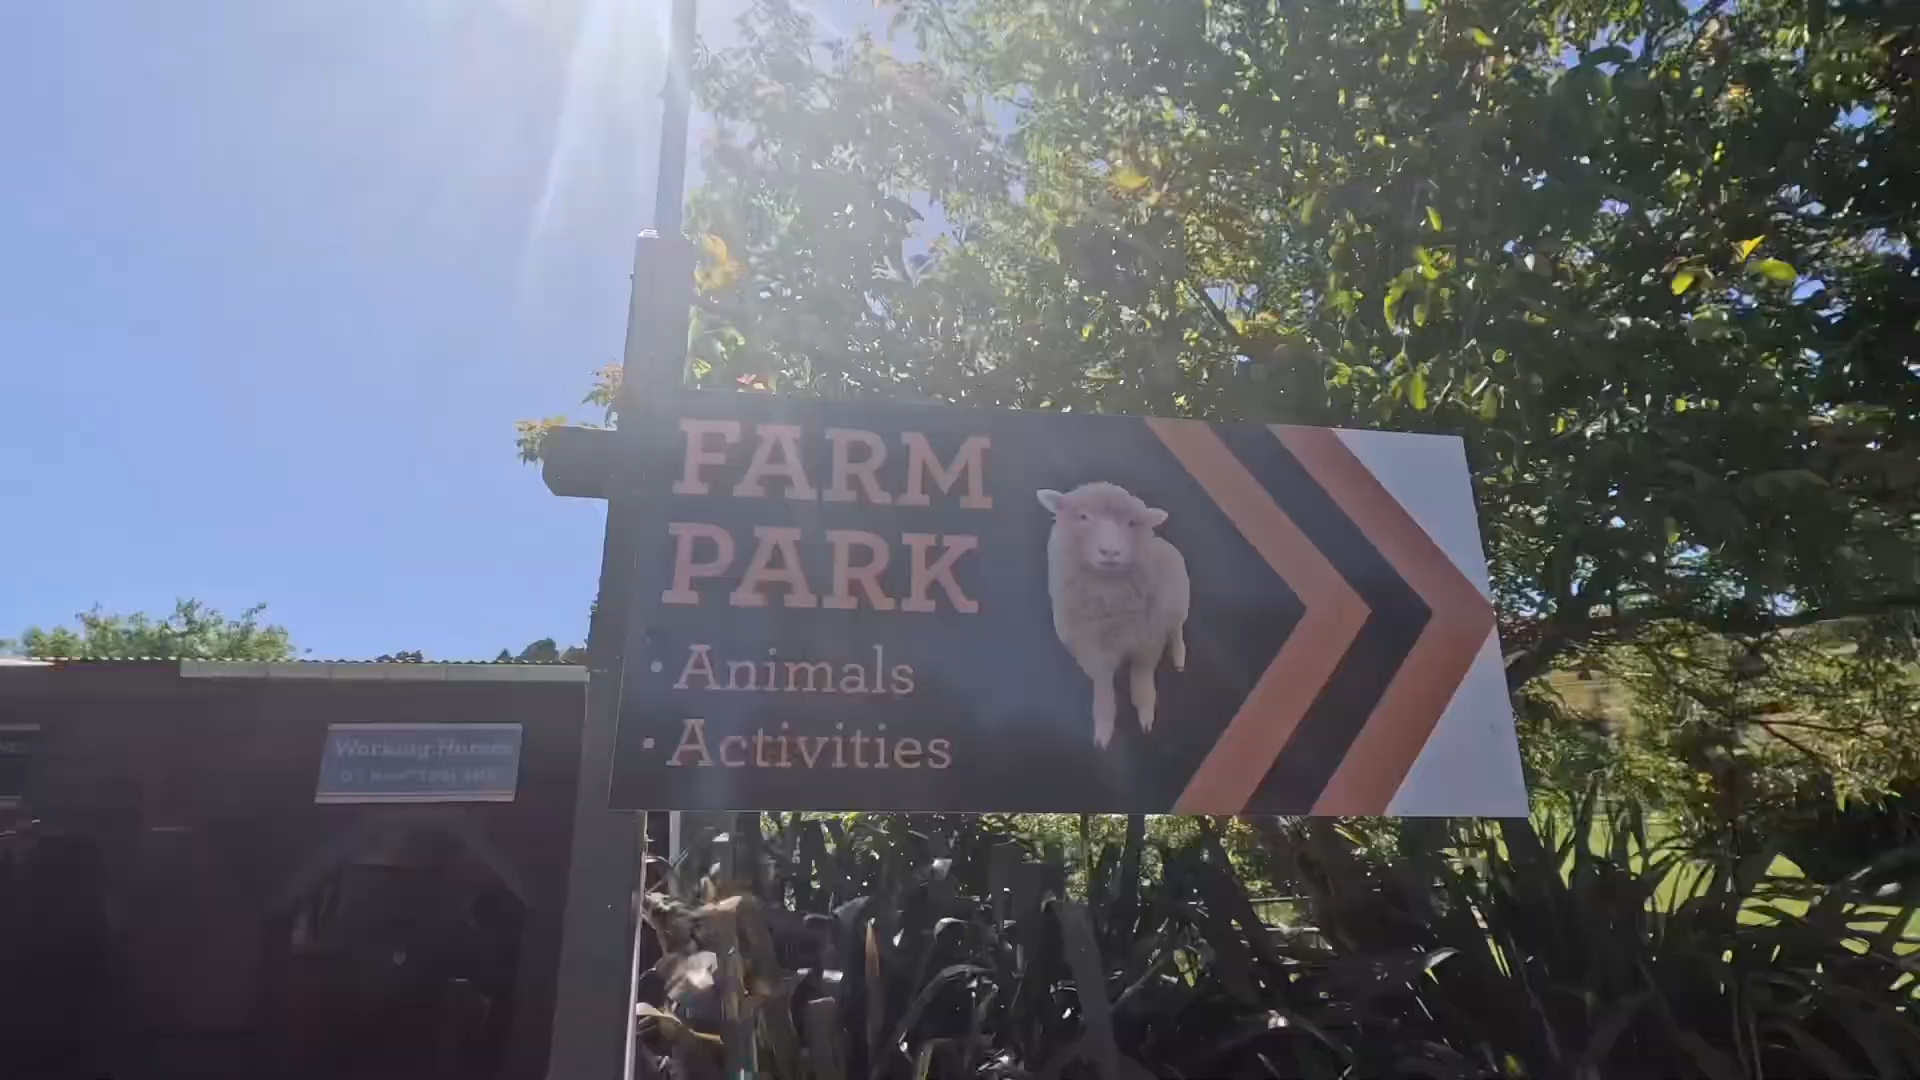 FARM
PARK
· Animals
· Activities
Working Horses